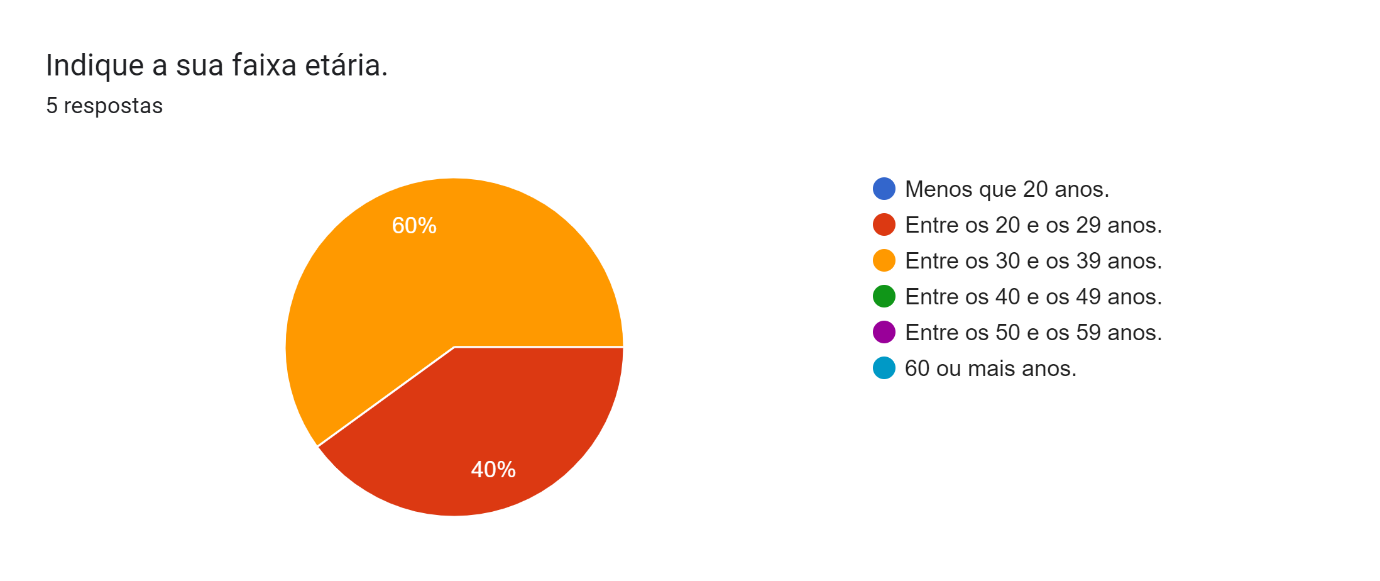 Indique a sua faixa etária.
5 respostas
60%
40%
Menos que 20 anos.
Entre os 20 e os 29 anos.
Entre os 30 e os 39 anos.
Entre os 40 e os 49 anos.
Entre os 50 e os 59 anos.
60 ou mais anos.